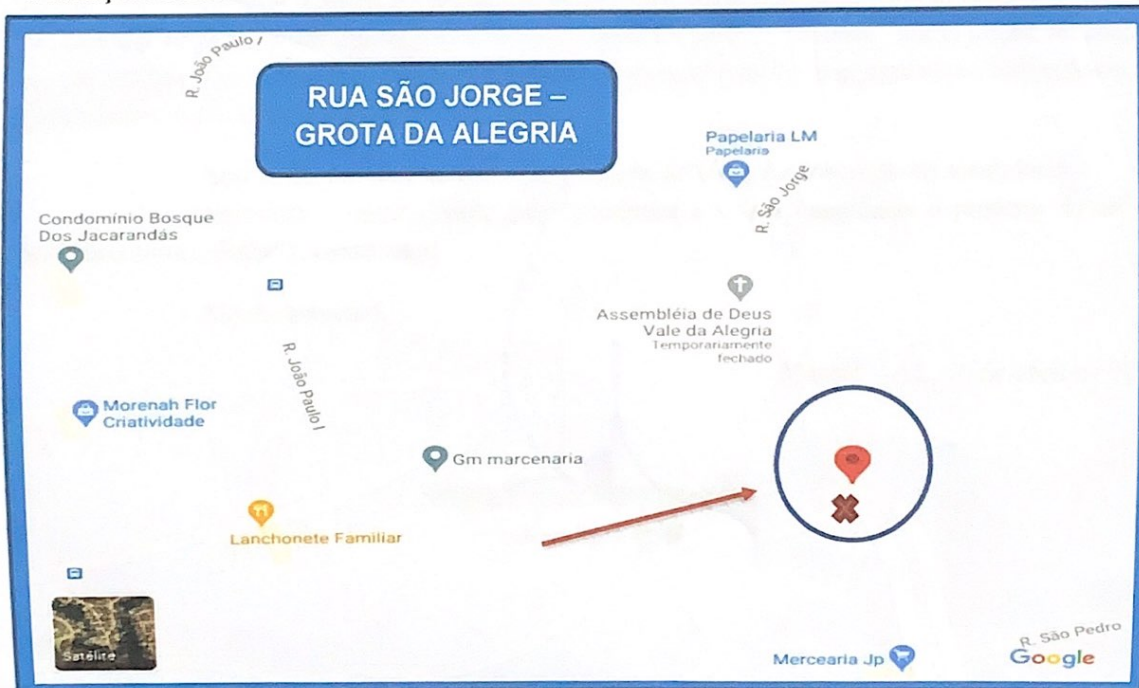 R. João Paulo I
RUA SÃO JORGE –
GROTA DA ALEGRIA
Papelaria LM
Papelaria
R. São Jorge
Condomínio Bosque
Dos Jacarandás
Assembléia de Deus
Vale da Alegria
Temporariamente
fechado
R. João Paulo I
Morenah Flor
Criatividade
Gm marcenaria
Lanchonete Familiar
Satélite
Mercearia Jp
R. São Pedro
Google